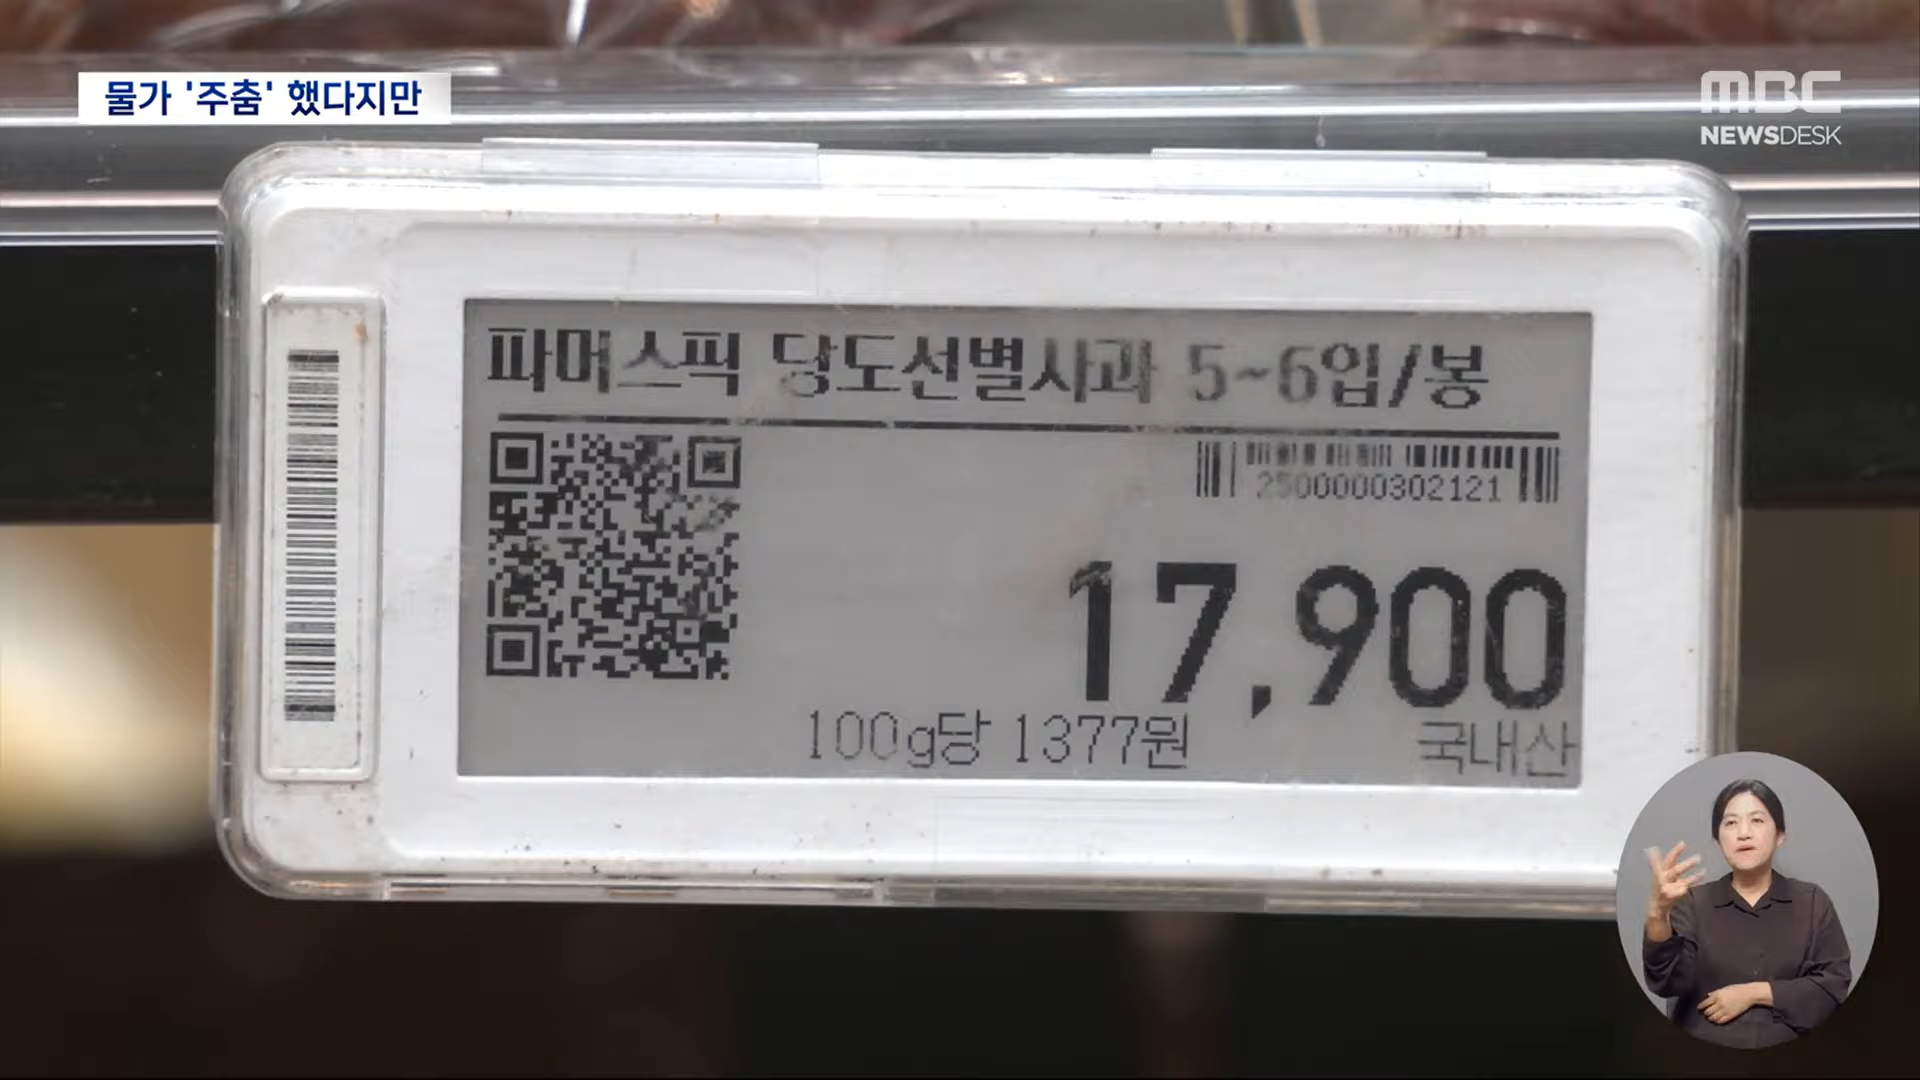 물가 '주춤' 했다지만
MBC
NEWSDESK
파머스픽 당도선별사과 5~6입/봉
2500000302121
17,900
100g당 1377원
국내산